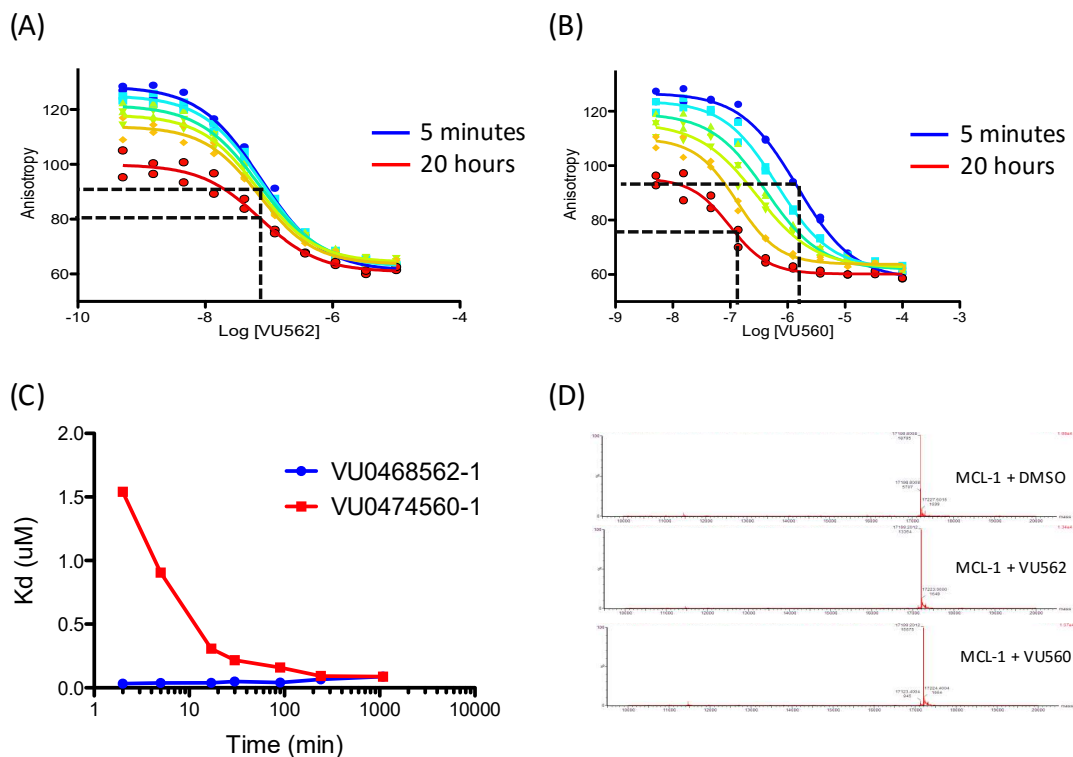 (A)
(B)
120
100
80
60
Anisotropy
5 minutes
20 hours
-10
-8
-6
-4
Log [VU562]
120
100
80
60
Anisotropy
5 minutes
20 hours
-9
-8
-7
-6
-5
-4
-3
Log [VU560]
(C)
(D)
2.0
1.5
1.0
0.5
0.0
Kd (uM)
VU0468562-1
VU0474560-1
1
10
100
1000
10000
Time (min)
MCL-1 + DMSO
MCL-1 + VU562
MCL-1 + VU560